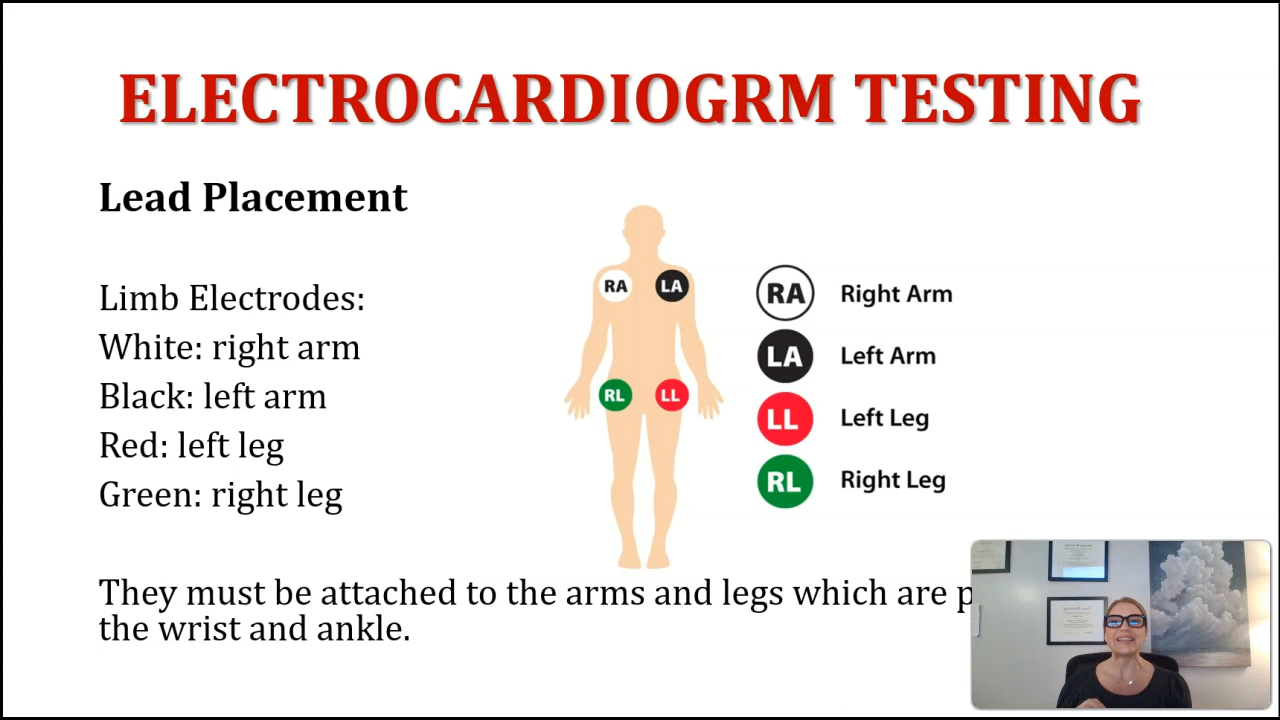 ELECTROCARDIOGRM TESTING
Lead Placement
Limb Electrodes:
White: right arm
Black: left arm
Red: left leg
Green: right leg
RA LA
RL LL
RA Right Arm
LA Left Arm
LL Left Leg
RL Right Leg
They must be attached to the arms and legs which are
the wrist and ankle.